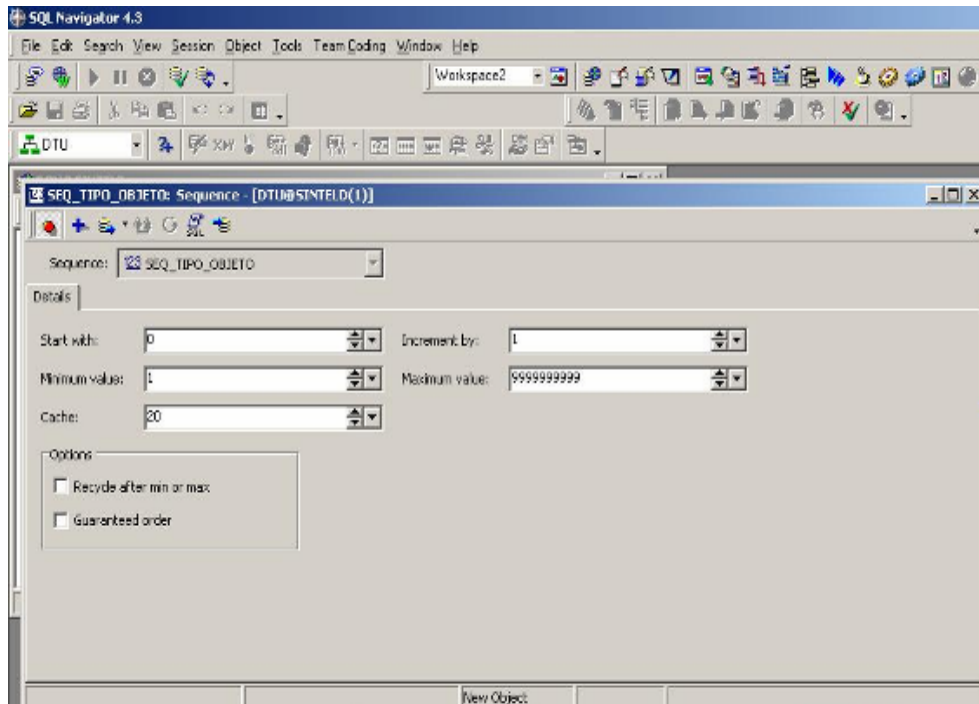 SQL Navigator 4.3
File Edit Search View Session Object Tools Team Coding Window Help
Workspace2
DTU
SEQ_TIPO_OBJETO: Sequence - [DTU@SINTELD(1)]
SQL
Sequence: 123 SEQ_TIPO_OBJETO
Details
Start with: 0 Increment by: 1
Minimum value: 1 Maximum value: 9999999999
Cache: 20
Options
Recycle after min or max
Guaranteed order
New Object